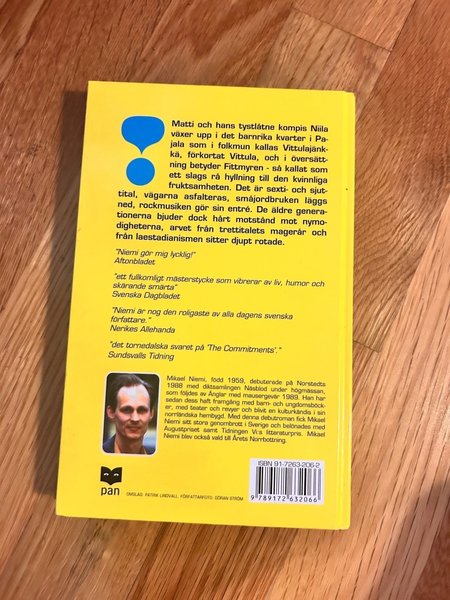 Matti och hans tystlåtne kompis Niila
växer upp i det barnrika kvarter i Pa-
jala som i folkmun kallas Vittulajänk-
kä, förkortat Vittula, och i översätt-
ning betyder Fittmyren - så kallat som
ett slags rå hyllning till den kvinnliga
fruktsamheten. Det är sexti- och sjut-
tital, vägarna asfalteras, småjordbruken läggs
ned, rockmusiken gör sin entré. De äldre genera-
tionerna bjuder dock hårt motstånd mot nymo-
digheterna, arvet från trettitalets magerår och
från laestadianismen sitter djupt rotade.
"Niemi gör mig lycklig!"
Aftonbladet
"ett fullkomligt mästerstycke som vibrerar av liv, humor och
skärande smärta"
Svenska Dagbladet
"Niemi är nog den roligaste av alla dagens svenska
författare."
Nerikes Allehanda
"det tornedalska svaret på 'The Commitments'."
Sundsvalls Tidning
Mikael Niemi, född 1959, debuterade på Norstedts
1988 med diktsamlingen Näsblod under högmässan,
som följdes av Änglar med mausergevär 1989. Han har
sedan dess haft framgång med barn- och ungdomsböck-
er, med teater och revyer och blivit en kulturkändis i sin
norrländska hembygd. Med denna debutroman fick Mikael
Niemi sitt stora genombrott i Sverige och belönades med
Augustpriset samt Tidningen Vi:s litteraturpris. Mikael
Niemi blev också vald till Årets Norrbottning.
pan
OMSLAG: PATRIK LINDVALL. FÖRFATTARFOTO: GÖRAN STRÖM
ISBN 91-7263-206-2
9 789172 632066